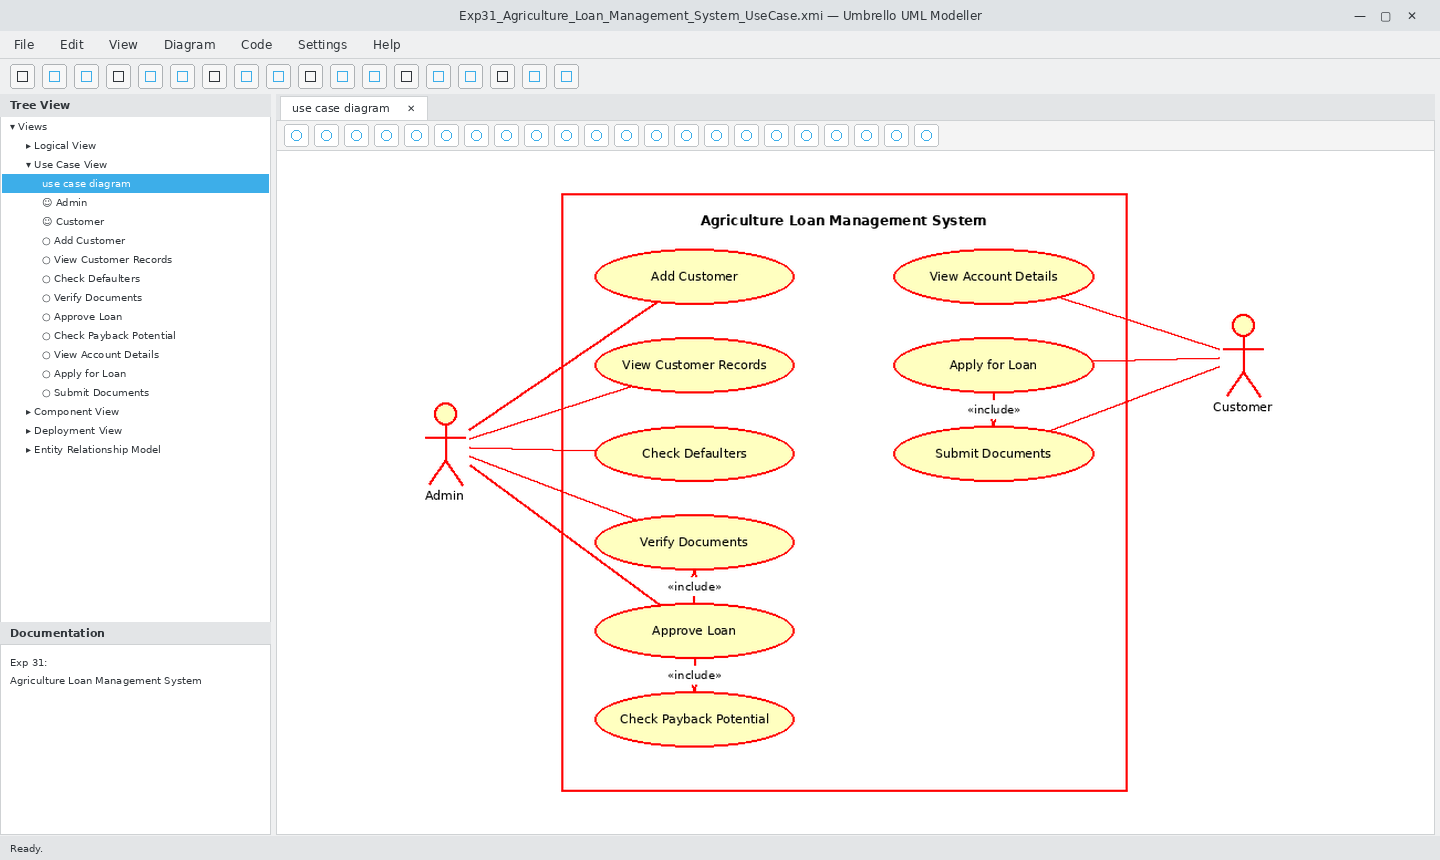 Exp31_Agriculture_Loan_Management_System_UseCase.xmi — Umbrello UML Modeller
File Edit View Diagram Code Settings Help
Tree View
Views
Logical View
Use Case View
use case diagram
Admin
Customer
Add Customer
View Customer Records
Check Defaulters
Verify Documents
Approve Loan
Check Payback Potential
View Account Details
Apply for Loan
Submit Documents
Component View
Deployment View
Entity Relationship Model
Documentation
Exp 31:
Agriculture Loan Management System
use case diagram
Agriculture Loan Management System
Add Customer
View Account Details
View Customer Records
Apply for Loan
Customer
«include»
Check Defaulters
Submit Documents
Admin
Verify Documents
«include»
Approve Loan
«include»
Check Payback Potential
Ready.